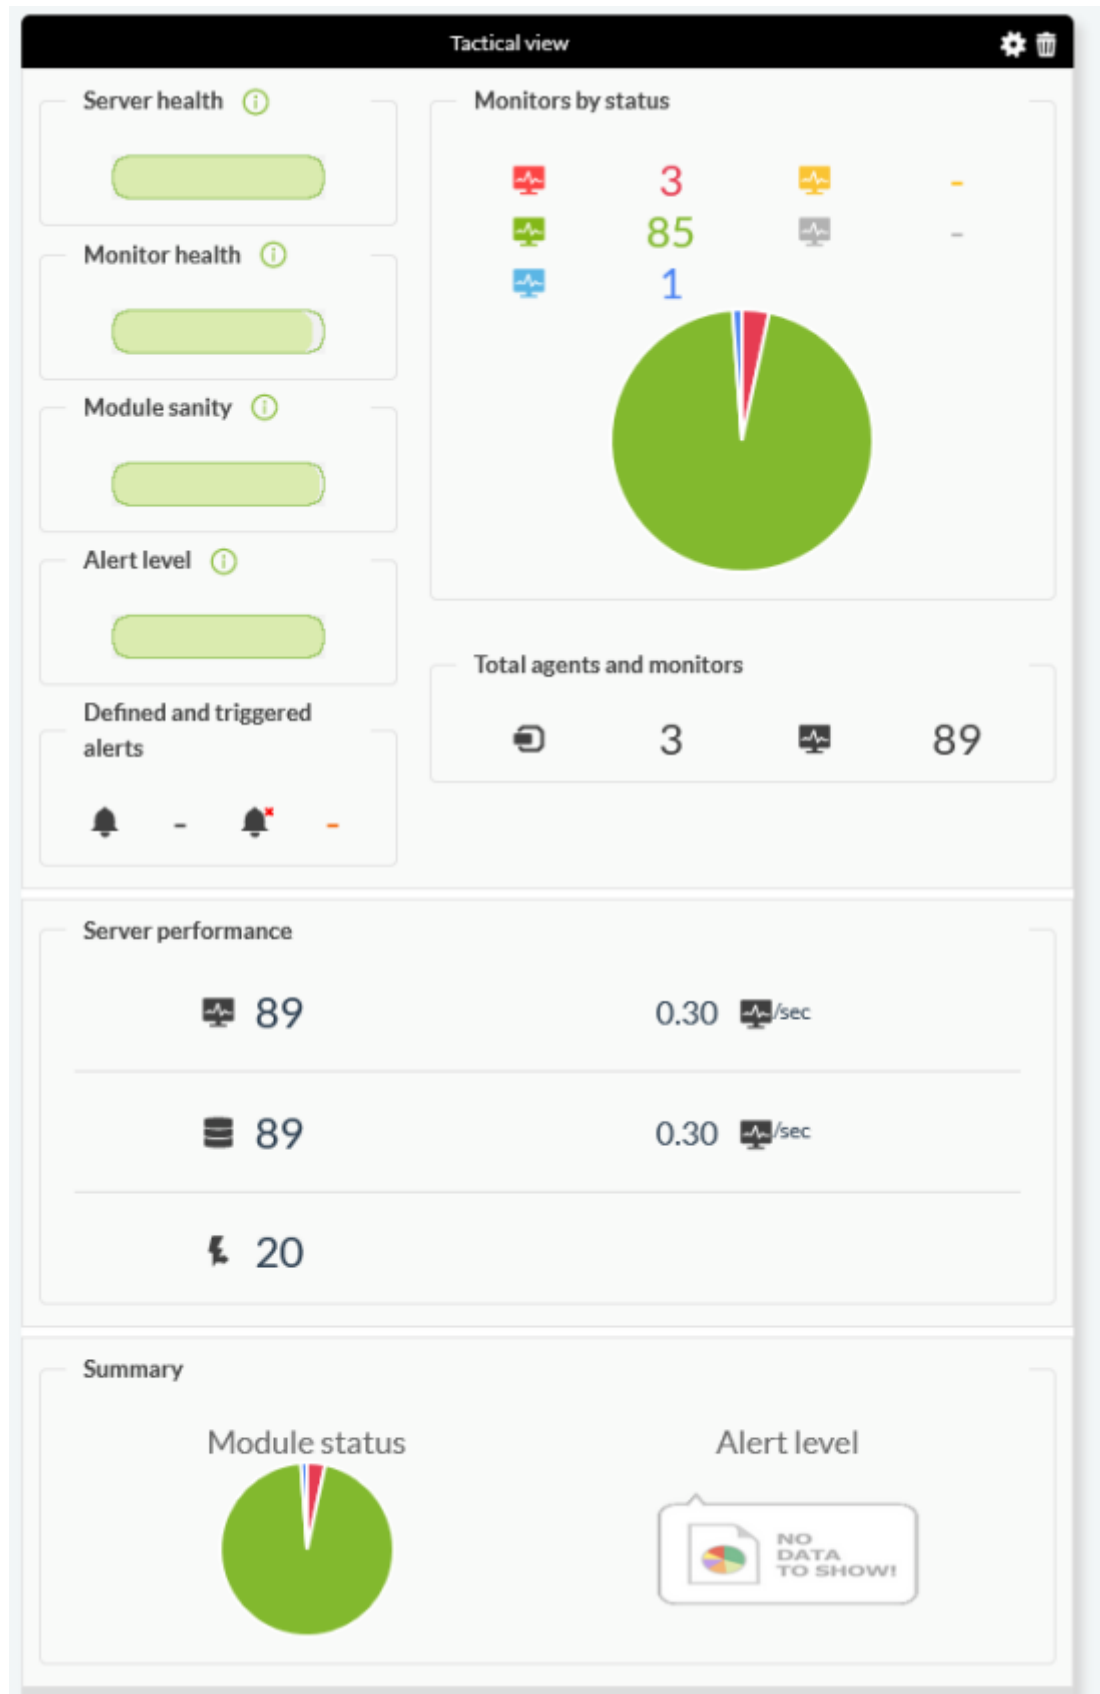 Tactical view
Server health
Monitor health
Module sanity
Alert level
Defined and triggered
alerts
- -
Monitors by status
3 -
85 -
1
Total agents and monitors
3 89
Server performance
89 0.30 /sec
89 0.30 /sec
20
Summary
Module status
Alert level
NO
DATA
TO SHOW!